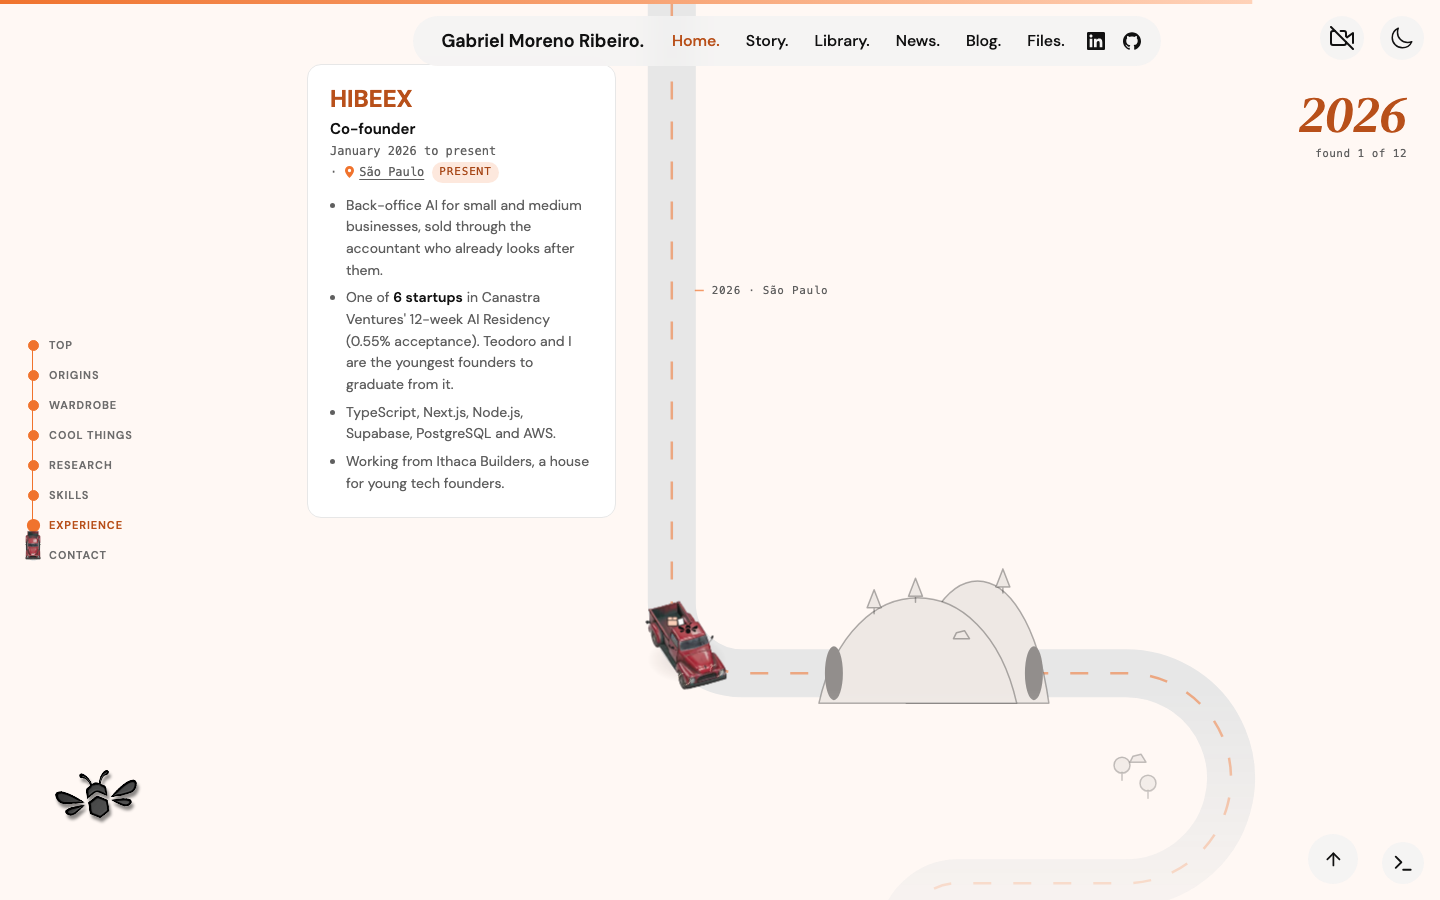 Gabriel Moreno Ribeiro.
Home.
Story.
Library.
News.
Blog.
Files.
2026
found 1 of 12
HIBEEX
Co-founder
January 2026 to present
· São Paulo PRESENT
• Back-office AI for small and medium
businesses, sold through the
accountant who already looks after
them.
• One of 6 startups in Canastra
Ventures' 12-week AI Residency
(0.55% acceptance). Teodoro and I
are the youngest founders to
graduate from it.
• TypeScript, Next.js, Node.js,
Supabase, PostgreSQL and AWS.
• Working from Ithaca Builders, a house
for young tech founders.
2026 · São Paulo
TOP
ORIGINS
WARDROBE
COOL THINGS
RESEARCH
SKILLS
EXPERIENCE
CONTACT